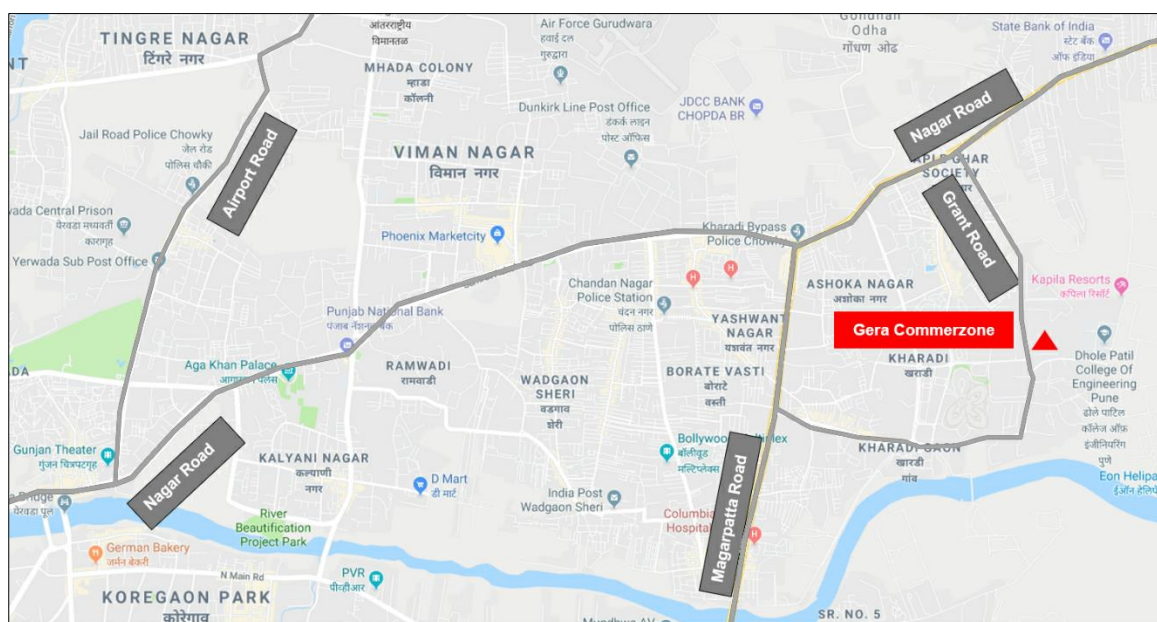 TINGRE NAGAR
टिंगरे नगर
आंतरराष्ट्रीय
विमानतळ
MHADA COLONY
म्हाडा
कॉलनी
Air Force Gurudwara
हवाई दल
गुरुद्वारा
Odha
गोंधण ओढ
State Bank of India
स्टेट बँक
ऑफ इंडिया
Nagar Road
Dunkirk Line Post Office
डंकर्क लाइन
पोस्ट ऑफिस
JDCC BANK
CHOPDA BR
Jail Road Police Chowky
जेल रोड
पोलिस चौकी
Airport Road
VIMAN NAGAR
विमान नगर
SOCIETY
Grant Road
Central Prison
येरवडा मध्यवर्ती
कारागृह
Yerwada Sub Post Office
Phoenix Marketcity
Kharadi Bypass
Police Chowky
ASHOKA NAGAR
अशोका नगर
Kapila Resorts
कपिला रिसॉर्ट
Chandan Nagar
Police Station
चंदन नगर
पोलिस ठाणे
Punjab National Bank
पंजाब नॅशनल बँक
YASHWANT
NAGAR
यशवंत नगर
Gera Commerzone
Aga Khan Palace
RAMWADI
रामवाडी
WADGAON
SHERI
वडगाव
शेरी
BORATE VASTI
बोराटे
वस्ती
KHARADI
खराडी
Dhole Patil
College Of
Engineering
Pune
ढोले पाटिल
कॉलेज ऑफ़
इंजीनियरिंग
पुणे
Gunjan Theater
गुंजन चित्रपटगृह
Nagar Road
KALYANI NAGAR
कल्याणी
नगर
D Mart
डी मार्ट
बॉलीवूड
मल्टिप्लेक्स
Magarpatta Road
KHARADI GAON
खराडी
गांव
Eon Helipa
India Post
Wadgaon Sheri
येरवडा पूल
River
Beautification
Project Park
German Bakery
जर्मन बेकरी
N Main Rd
PVR
पीव्हीआर
KOREGAON PARK
कोरेगाव
SR. NO. 5